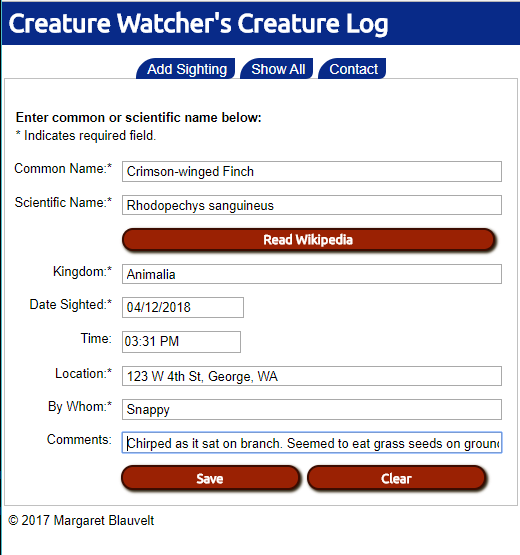 Creature Watcher's Creature Log
Add Sighting Show All Contact
Enter common or scientific name below:
* Indicates required field.
Common Name:* Crimson-winged Finch
Scientific Name:* Rhodopechys sanguineus
Read Wikipedia
Kingdom:* Animalia
Date Sighted:* 04/12/2018
Time: 03:31 PM
Location:* 123 W 4th St, George, WA
By Whom:* Snappy
Comments: Chirped as it sat on branch. Seemed to eat grass seeds on groun
Save Clear
© 2017 Margaret Blauvelt